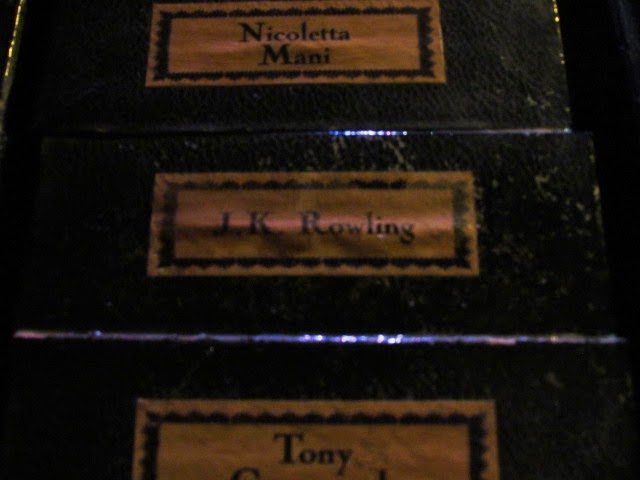 Nicoletta
Mani
J. K. Rowling
Tony